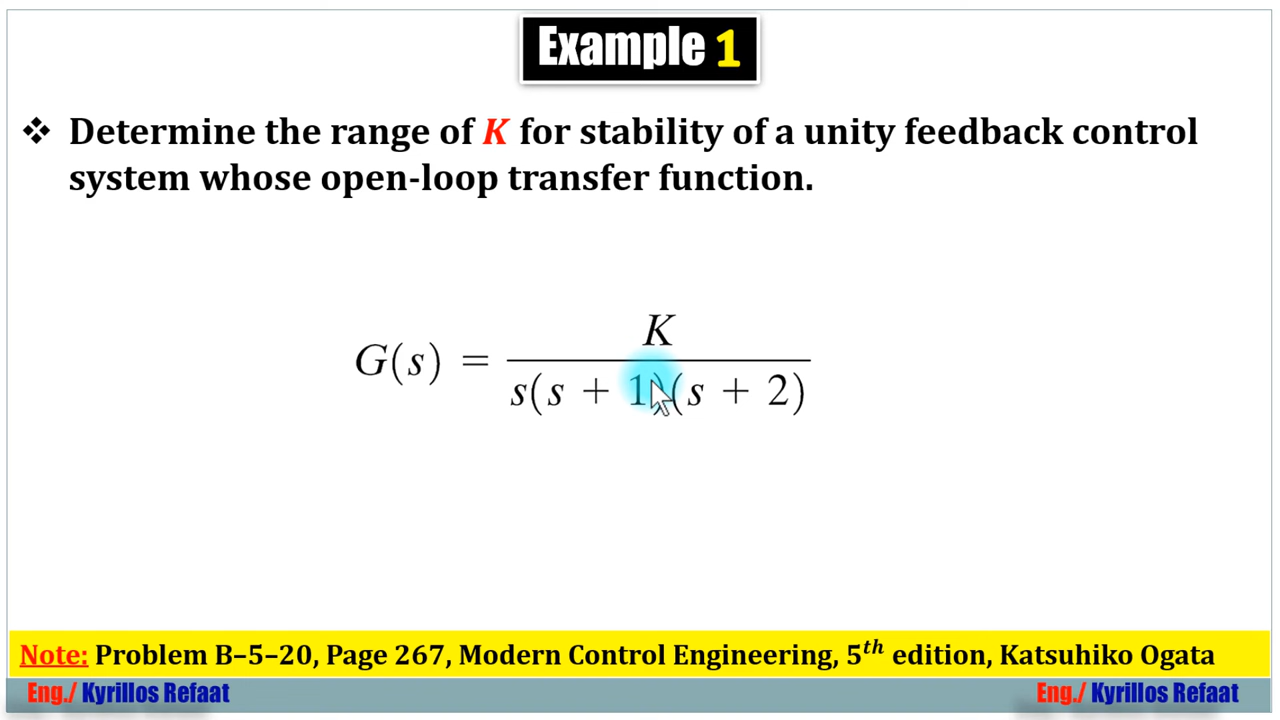 Example 1
❖ Determine the range of K for stability of a unity feedback control
system whose open-loop transfer function.
K
G(s) =
s(s + 1)(s + 2)
Note: Problem B–5–20, Page 267, Modern Control Engineering, 5th edition, Katsuhiko Ogata
Eng./ Kyrillos Refaat Eng./ Kyrillos Refaat